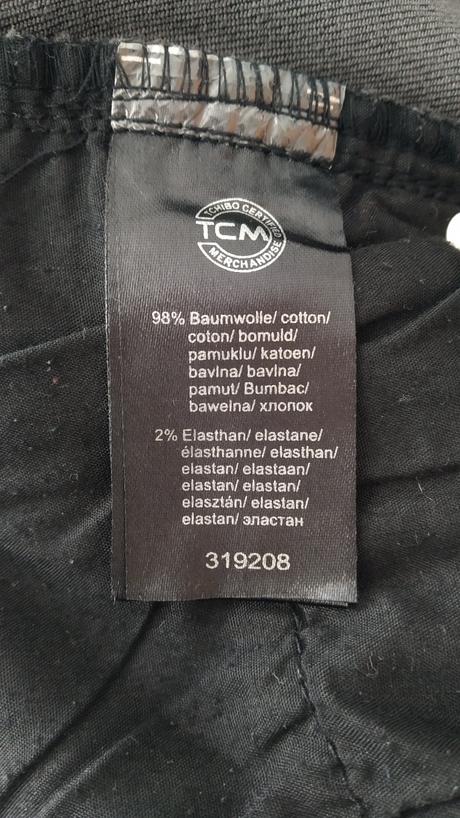 TCHIBO CERTIFIED
TCM
MERCHANDISE
98% Baumwolle/ cotton/
coton/ bomuld/
pamuklu/ katoen/
bavlna/ bavlna/
pamut/ Bumbac/
bawełna/ хлопок
2% Elasthan/ elastane/
élasthanne/ elasthan/
elastan/ elastaan/
elastan/ elastan/
elasztán/ elastan/
elastan/ эластан
319208